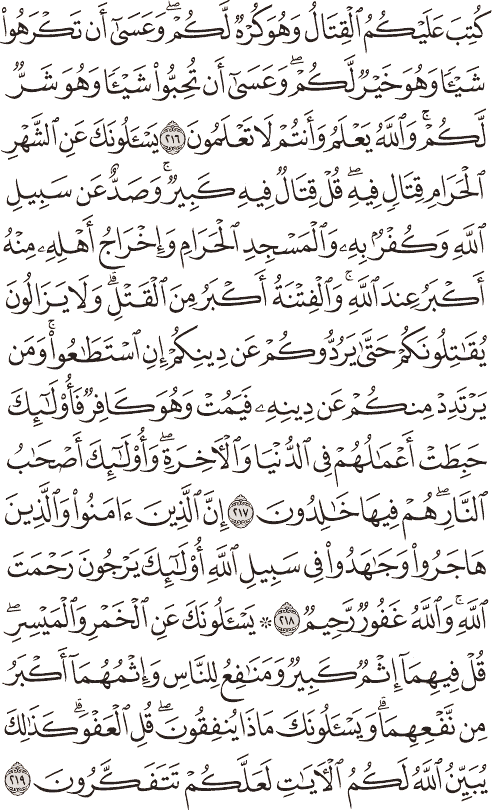 كُتِبَ عَلَيْكُمُ ٱلْقِتَالُ وَهُوَ كُرْهٌ لَّكُمْ ۖ وَعَسَىٰٓ أَن تَكْرَهُوا۟
شَيْـًٔا وَهُوَ خَيْرٌ لَّكُمْ ۖ وَعَسَىٰٓ أَن تُحِبُّوا۟ شَيْـًٔا وَهُوَ شَرٌّ
لَّكُمْ ۗ وَٱللَّهُ يَعْلَمُ وَأَنتُمْ لَا تَعْلَمُونَ ٢١٦ يَسْـَٔلُونَكَ عَنِ ٱلشَّهْرِ
ٱلْحَرَامِ قِتَالٍ فِيهِ ۖ قُلْ قِتَالٌ فِيهِ كَبِيرٌ ۖ وَصَدٌّ عَن سَبِيلِ
ٱللَّهِ وَكُفْرٌۢ بِهِۦ وَٱلْمَسْجِدِ ٱلْحَرَامِ وَإِخْرَاجُ أَهْلِهِۦ مِنْهُ
أَكْبَرُ عِندَ ٱللَّهِ ۚ وَٱلْفِتْنَةُ أَكْبَرُ مِنَ ٱلْقَتْلِ ۗ وَلَا يَزَالُونَ
يُقَـٰتِلُونَكُمْ حَتَّىٰ يَرُدُّوكُمْ عَن دِينِكُمْ إِنِ ٱسْتَطَـٰعُوا۟ ۚ وَمَن
يَرْتَدِدْ مِنكُمْ عَن دِينِهِۦ فَيَمُتْ وَهُوَ كَافِرٌ فَأُو۟لَـٰٓئِكَ
حَبِطَتْ أَعْمَـٰلُهُمْ فِى ٱلدُّنْيَا وَٱلْـَٔاخِرَةِ ۖ وَأُو۟لَـٰٓئِكَ أَصْحَـٰبُ
ٱلنَّارِ ۖ هُمْ فِيهَا خَـٰلِدُونَ ٢١٧ إِنَّ ٱلَّذِينَ ءَامَنُوا۟ وَٱلَّذِينَ
هَاجَرُوا۟ وَجَـٰهَدُوا۟ فِى سَبِيلِ ٱللَّهِ أُو۟لَـٰٓئِكَ يَرْجُونَ رَحْمَتَ
ٱللَّهِ ۚ وَٱللَّهُ غَفُورٌ رَّحِيمٌ ٢١٨ ۞ يَسْـَٔلُونَكَ عَنِ ٱلْخَمْرِ وَٱلْمَيْسِرِ ۖ
قُلْ فِيهِمَآ إِثْمٌ كَبِيرٌ وَمَنَـٰفِعُ لِلنَّاسِ وَإِثْمُهُمَآ أَكْبَرُ
مِن نَّفْعِهِمَا ۗ وَيَسْـَٔلُونَكَ مَاذَا يُنفِقُونَ ۖ قُلِ ٱلْعَفْوَ ۗ كَذَٰلِكَ
يُبَيِّنُ ٱللَّهُ لَكُمُ ٱلْـَٔايَـٰتِ لَعَلَّكُمْ تَتَفَكَّرُونَ ٢١٩